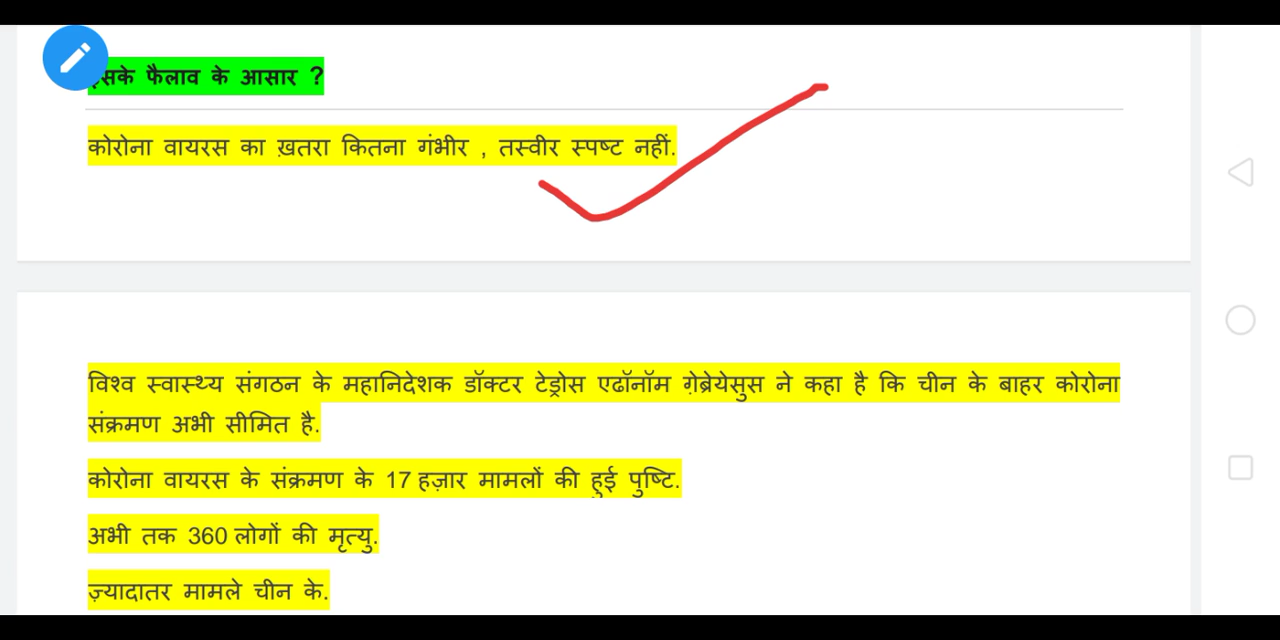 के फैलाव के आसार ?
कोरोना वायरस का ख़तरा कितना गंभीर , तस्वीर स्पष्ट नहीं.
विश्व स्वास्थ्य संगठन के महानिदेशक डॉक्टर टेड्रोस एढॉनॉम ग़ेब्रेयेसुस ने कहा है कि चीन के बाहर कोरोना
संक्रमण अभी सीमित है.
कोरोना वायरस के संक्रमण के 17 हज़ार मामलों की हुई पुष्टि.
अभी तक 360 लोगों की मृत्यु.
ज़्यादातर मामले चीन के.